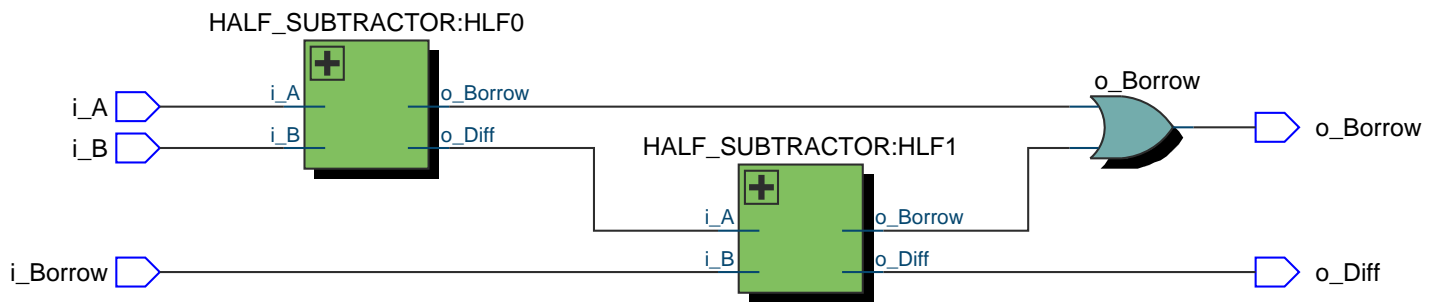 HALF_SUBTRACTOR:HLF0
i_A
i_B
i_A
i_B
o_Borrow
o_Diff
o_Borrow
o_Borrow
HALF_SUBTRACTOR:HLF1
i_A
i_B
o_Borrow
o_Diff
i_Borrow
o_Diff